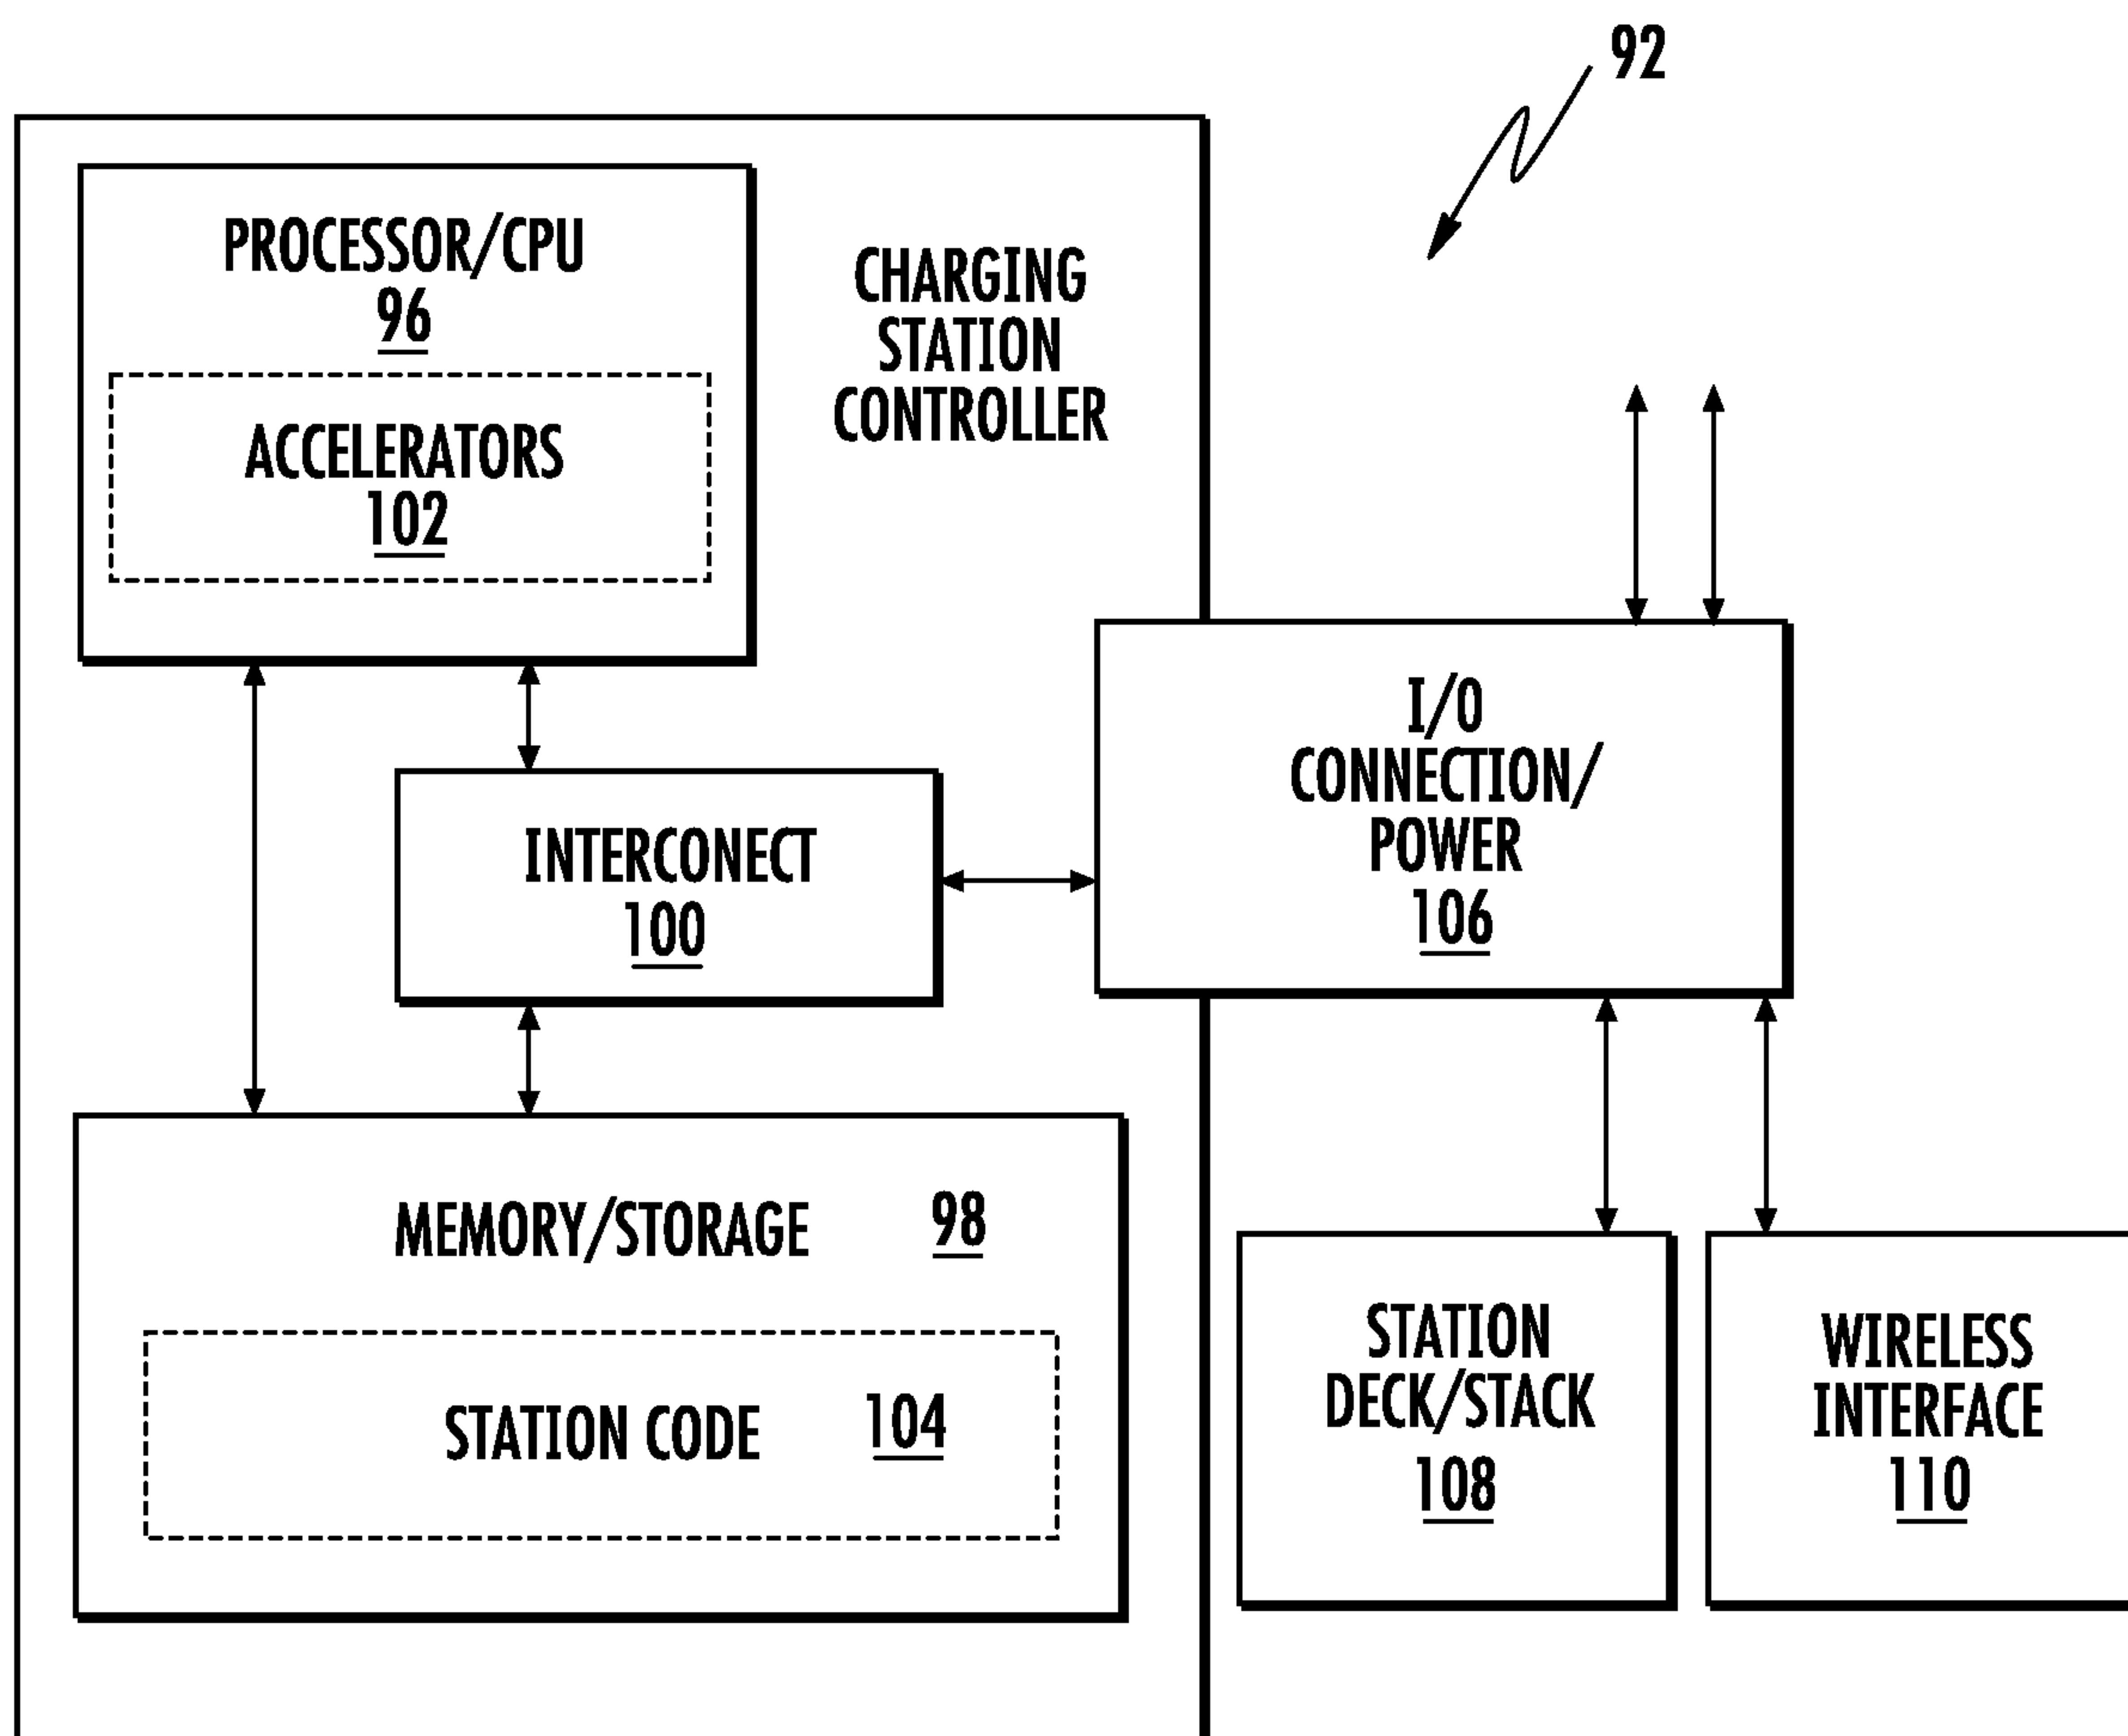 92
PROCESSOR/CPU
96
ACCELERATORS
102
CHARGING
STATION
CONTROLLER
I/O
CONNECTION/
POWER
106
INTERCONECT
100
MEMORY/STORAGE 98
STATION CODE 104
STATION
DECK/STACK
108
WIRELESS
INTERFACE
110